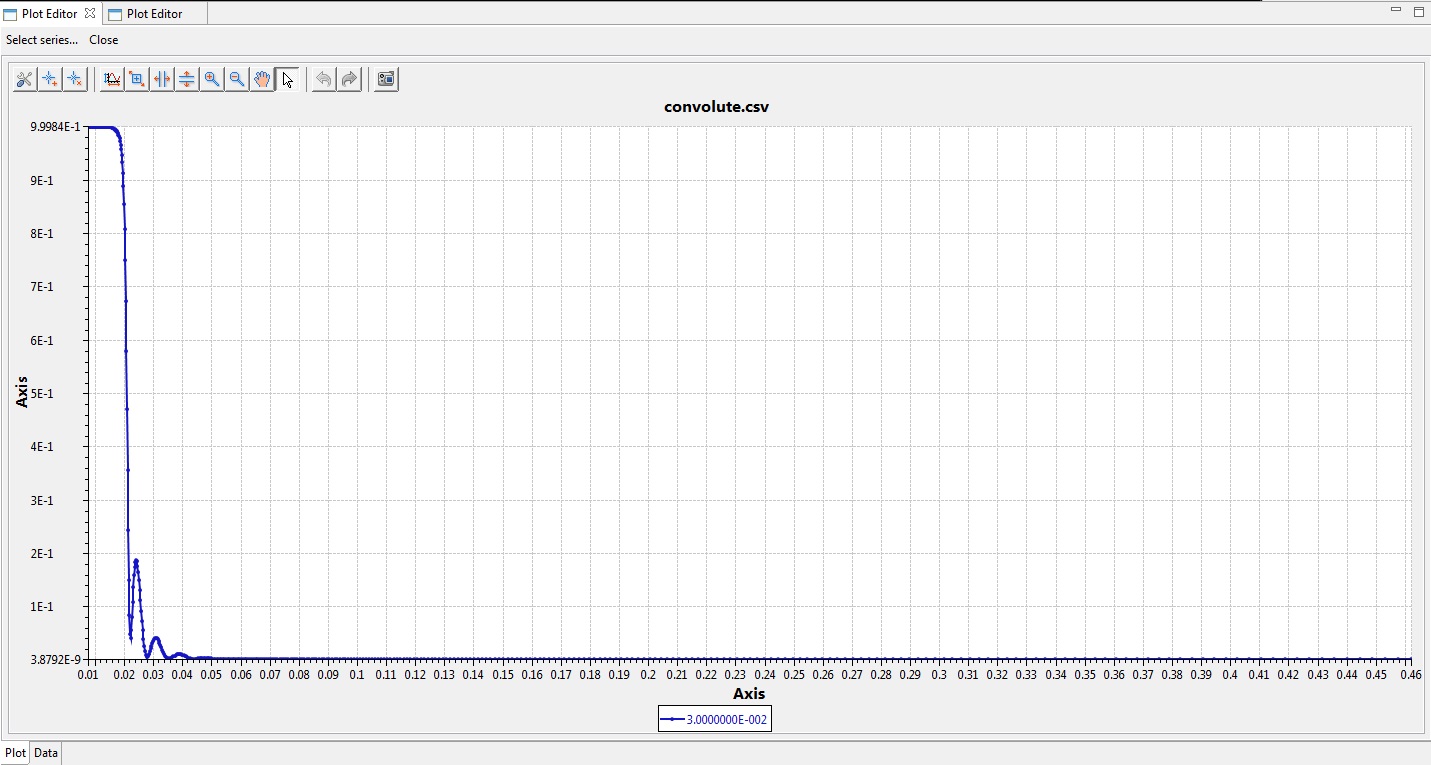 Plot Editor Plot Editor
Select series... Close
convolute.csv
9.9984E-1
9E-1
8E-1
7E-1
6E-1
5E-1
4E-1
3E-1
2E-1
1E-1
3.8792E-9
Axis
0.01 0.02 0.03 0.04 0.05 0.06 0.07 0.08 0.09 0.1 0.11 0.12 0.13 0.14 0.15 0.16 0.17 0.18 0.19 0.2 0.21 0.22 0.23 0.24 0.25 0.26 0.27 0.28 0.29 0.3 0.31 0.32 0.33 0.34 0.35 0.36 0.37 0.38 0.39 0.4 0.41 0.42 0.43 0.44 0.45 0.46
Axis
3.0000000E-002
Plot Data